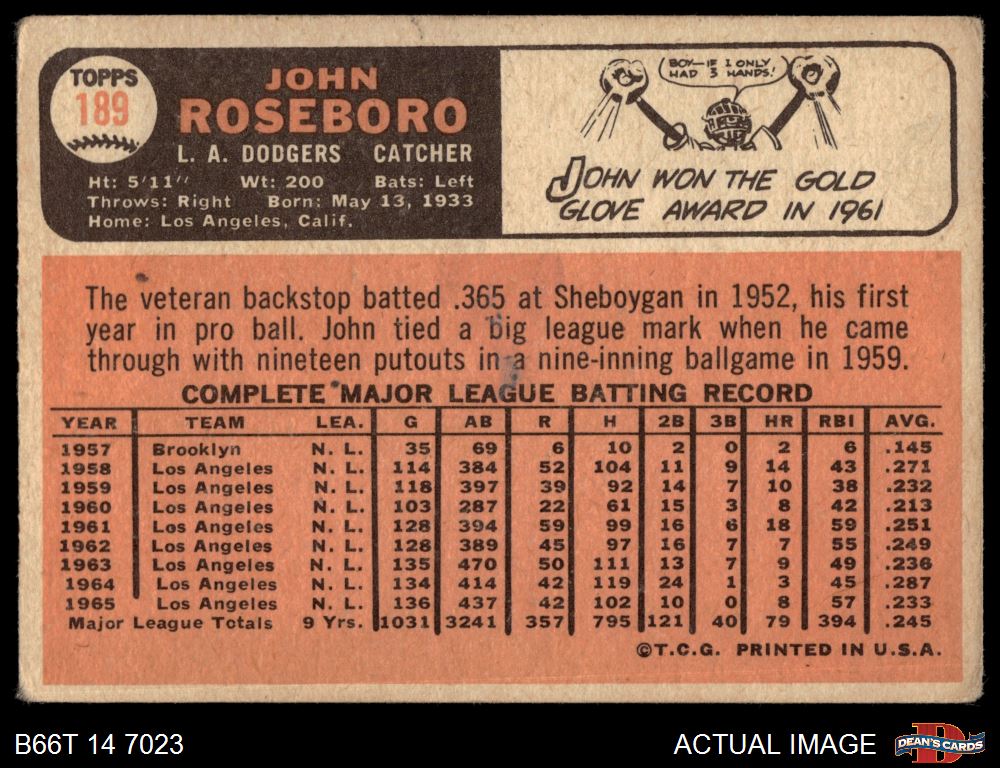 TOPPS
189
JOHN
ROSEBORO
L. A. DODGERS CATCHER
Ht: 5'11" Wt: 200 Bats: Left
Throws: Right Born: May 13, 1933
Home: Los Angeles, Calif.
BOY-IF I ONLY
HAD 3 HANDS!
JOHN WON THE GOLD
GLOVE AWARD IN 1961
The veteran backstop batted .365 at Sheboygan in 1952, his first
year in pro ball. John tied a big league mark when he came
through with nineteen putouts in a nine-inning ballgame in 1959.
COMPLETE MAJOR LEAGUE BATTING RECORD
YEAR TEAM LEA. G AB R H 2B 3B HR RBI AVG.
1957 Brooklyn N. L. 35 69 6 10 2 0 2 6 .145
1958 Los Angeles N. L. 114 384 52 104 11 9 14 43 .271
1959 Los Angeles N. L. 118 397 39 92 14 7 10 38 .232
1960 Los Angeles N. L. 103 287 22 61 15 3 8 42 .213
1961 Los Angeles N. L. 128 394 59 99 16 6 18 59 .251
1962 Los Angeles N. L. 128 389 45 97 16 7 7 55 .249
1963 Los Angeles N. L. 135 470 50 111 13 7 9 49 .236
1964 Los Angeles N. L. 134 414 42 119 24 1 3 45 .287
1965 Los Angeles N. L. 136 437 42 102 10 0 8 57 .233
Major League Totals 9 Yrs. 1031 3241 357 795 121 40 79 394 .245
©T.C.G. PRINTED IN U.S.A.
B66T 14 7023
ACTUAL IMAGE
DEAN'S CARDS